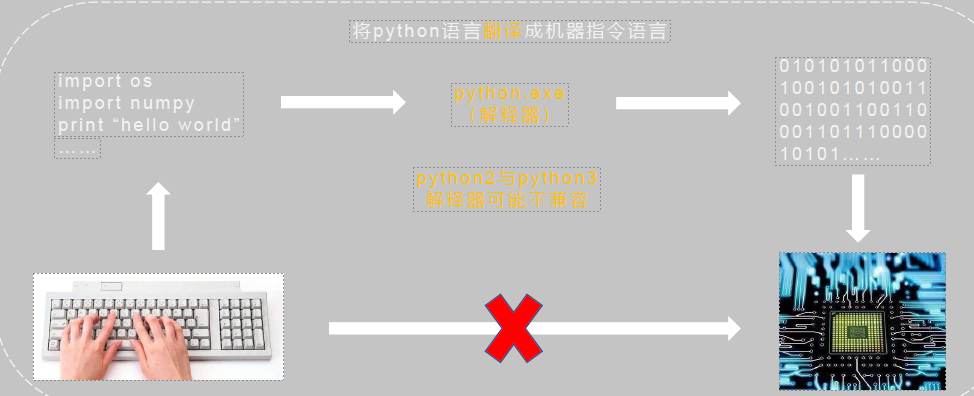 将python语言翻译成机器指令语言
import os
import numpy
print “hello world”
……
python.exe
（解释器）
010101011000
100101010011
001001100110
001101110000
10101……
python2与python3
解释器可能不兼容